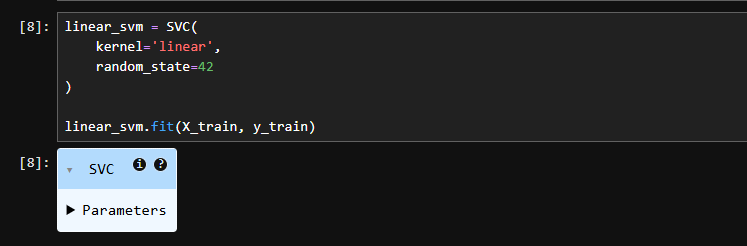 [8]: linear_svm = SVC(
    kernel='linear',
    random_state=42
)
linear_svm.fit(X_train, y_train)
[8]: ▾ SVC i ?
▶ Parameters